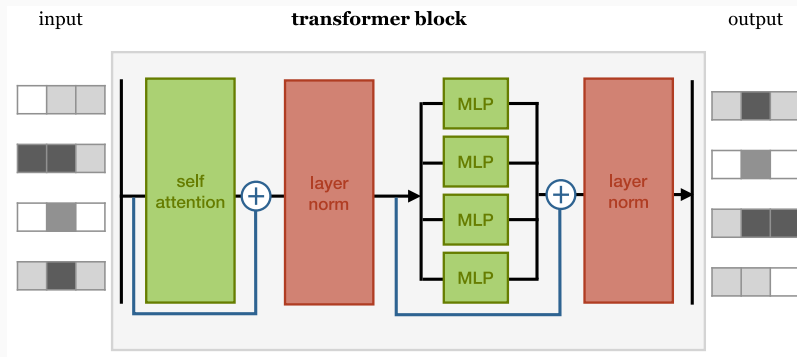 input
transformer block
output
self
attention
layer
norm
MLP
MLP
MLP
MLP
layer
norm